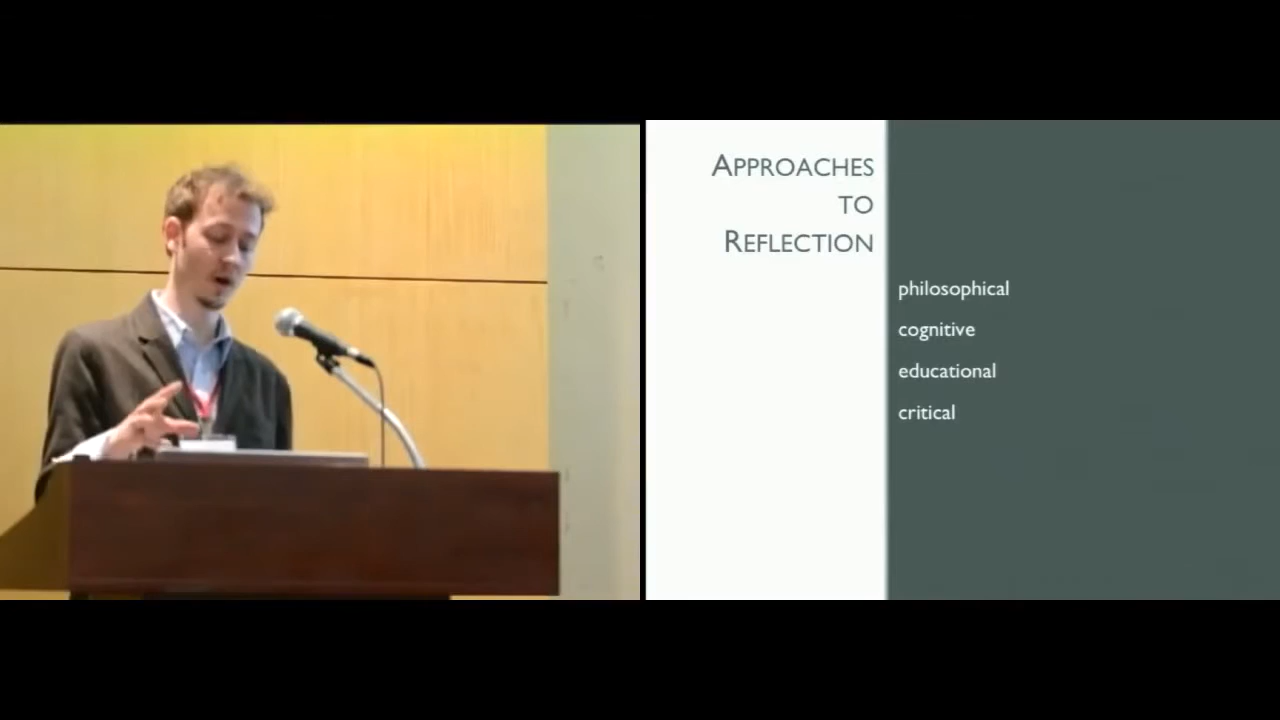 APPROACHES
TO
REFLECTION
philosophical
cognitive
educational
critical